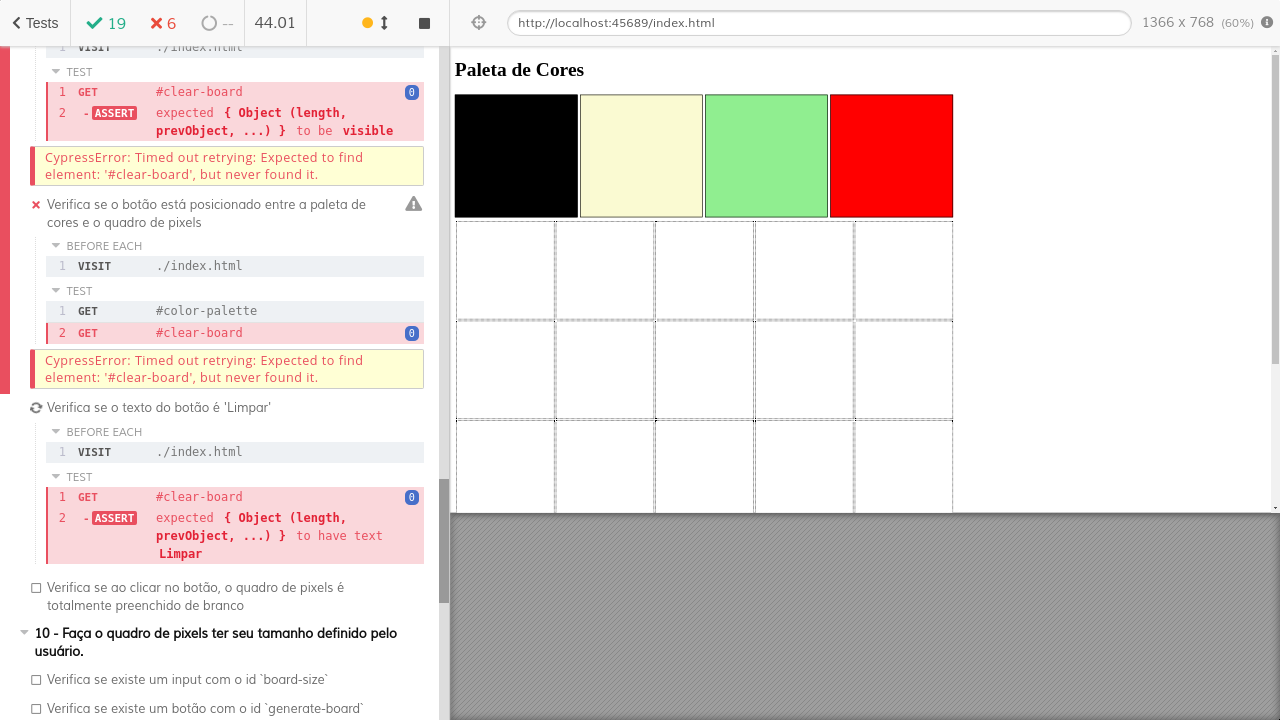 Tests
19
6
--
44.01
http://localhost:45689/index.html
1366 x 768 (60%)
1 VISIT ./index.html
TEST
1 GET #clear-board 0
2 -ASSERT expected { Object (length,
prevObject, ...) } to be visible
CypressError: Timed out retrying: Expected to find
element: '#clear-board', but never found it.
Verifica se o botão está posicionado entre a paleta de
cores e o quadro de pixels
BEFORE EACH
1 VISIT ./index.html
TEST
1 GET #color-palette
2 GET #clear-board 0
CypressError: Timed out retrying: Expected to find
element: '#clear-board', but never found it.
Verifica se o texto do botão é 'Limpar'
BEFORE EACH
1 VISIT ./index.html
TEST
1 GET #clear-board 0
2 -ASSERT expected { Object (length,
prevObject, ...) } to have text
Limpar
Verifica se ao clicar no botão, o quadro de pixels é
totalmente preenchido de branco
10 - Faça o quadro de pixels ter seu tamanho definido pelo
usuário.
Verifica se existe um input com o id `board-size`
Verifica se existe um botão com o id `generate-board`
Paleta de Cores